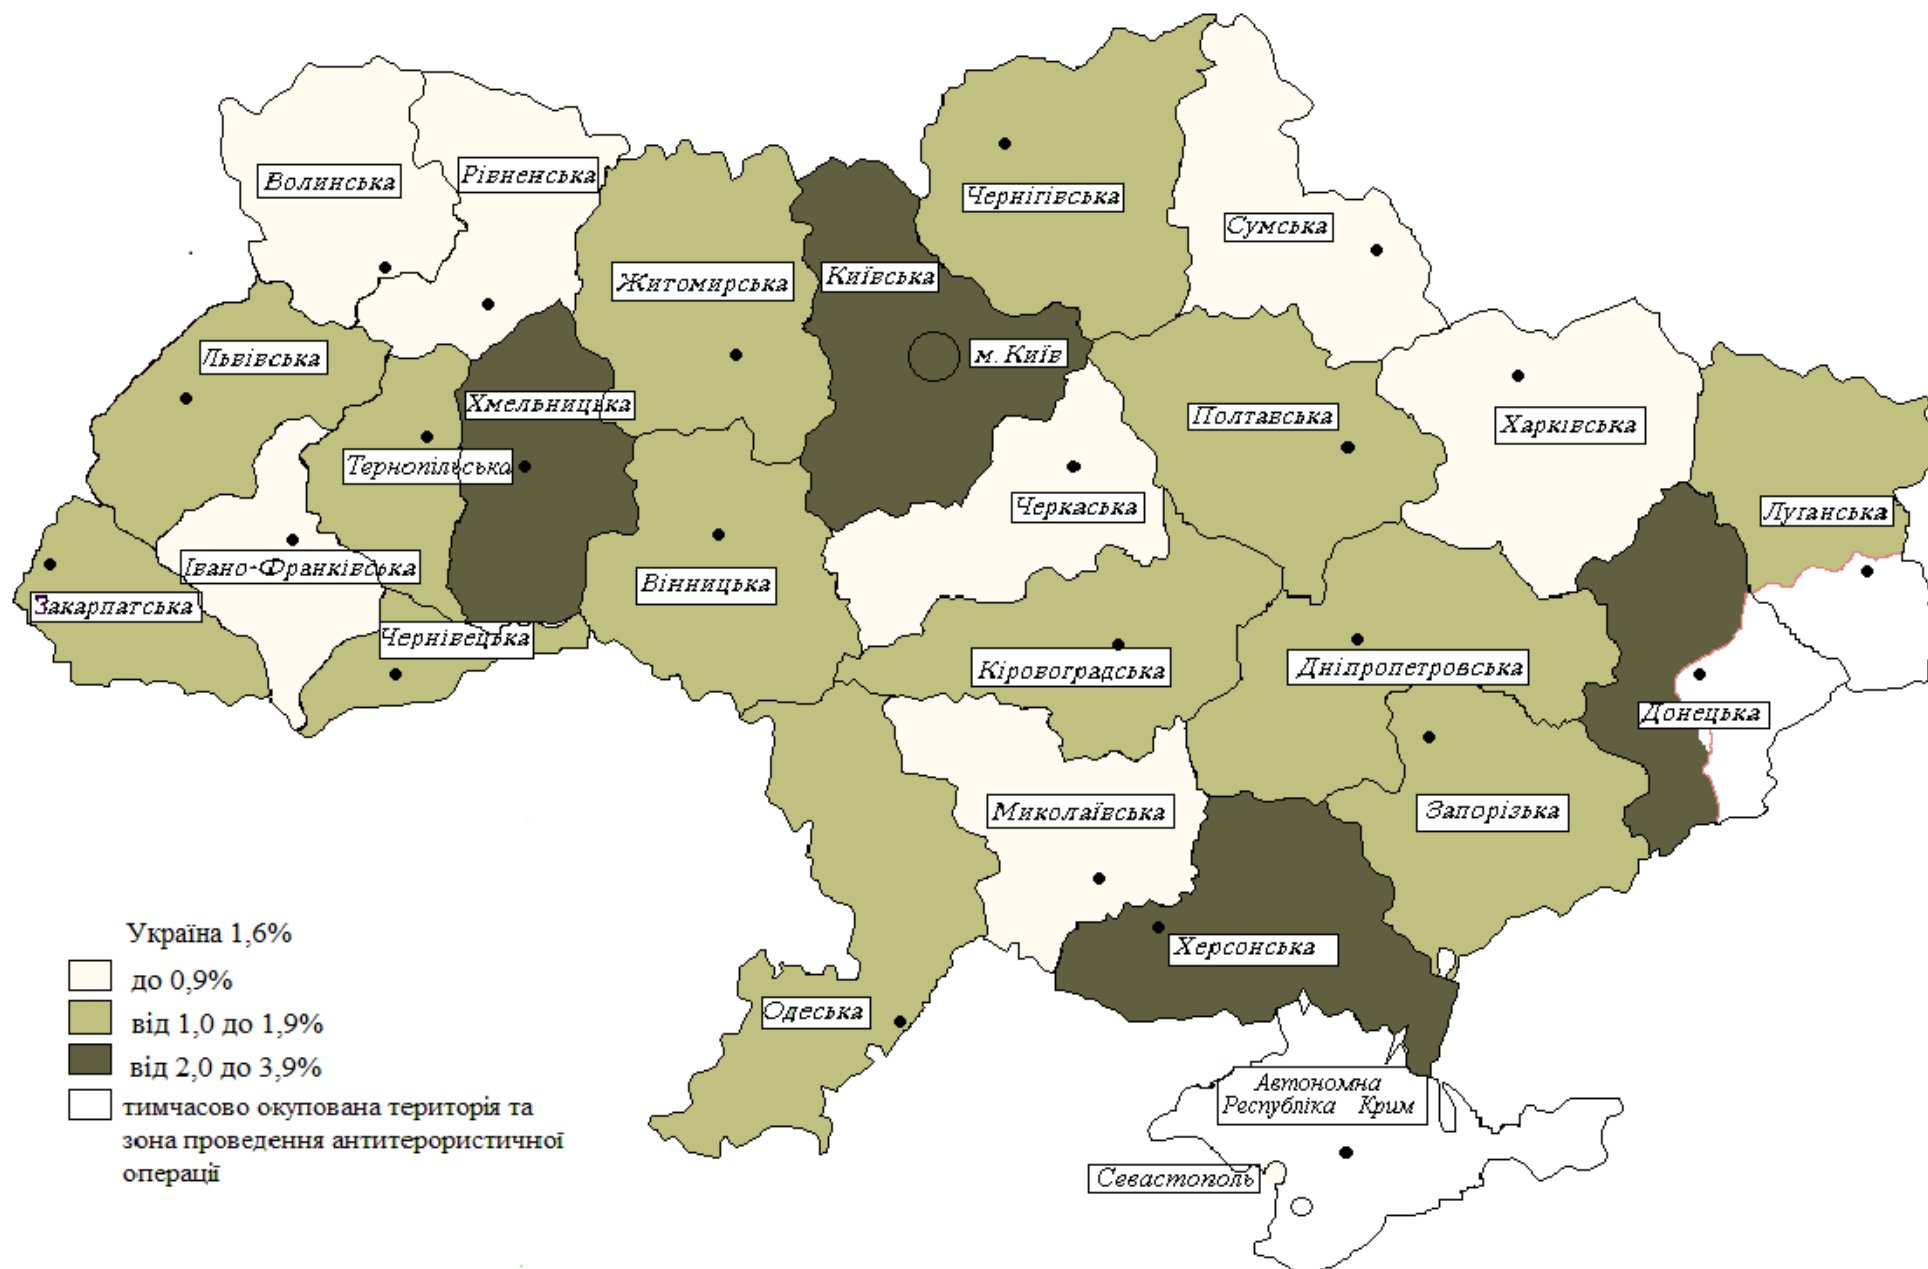 Волинська
Рівненська
Чернігівська
Сумська
Житомирська
Київська
Львівська
м. Київ
Хмельницька
Полтавська
Харківська
Тернопільська
Черкаська
Луганська
Івано-Франківська
Вінницька
Закарпатська
Чернівецька
Кіровоградська
Дніпропетровська
Донецька
Миколаївська
Запорізька
Херсонська
Одеська
Автономна
Республіка Крим
Севастополь
Україна 1,6%
до 0,9%
від 1,0 до 1,9%
від 2,0 до 3,9%
тимчасово окупована територія та
зона проведення антитерористичної
операції